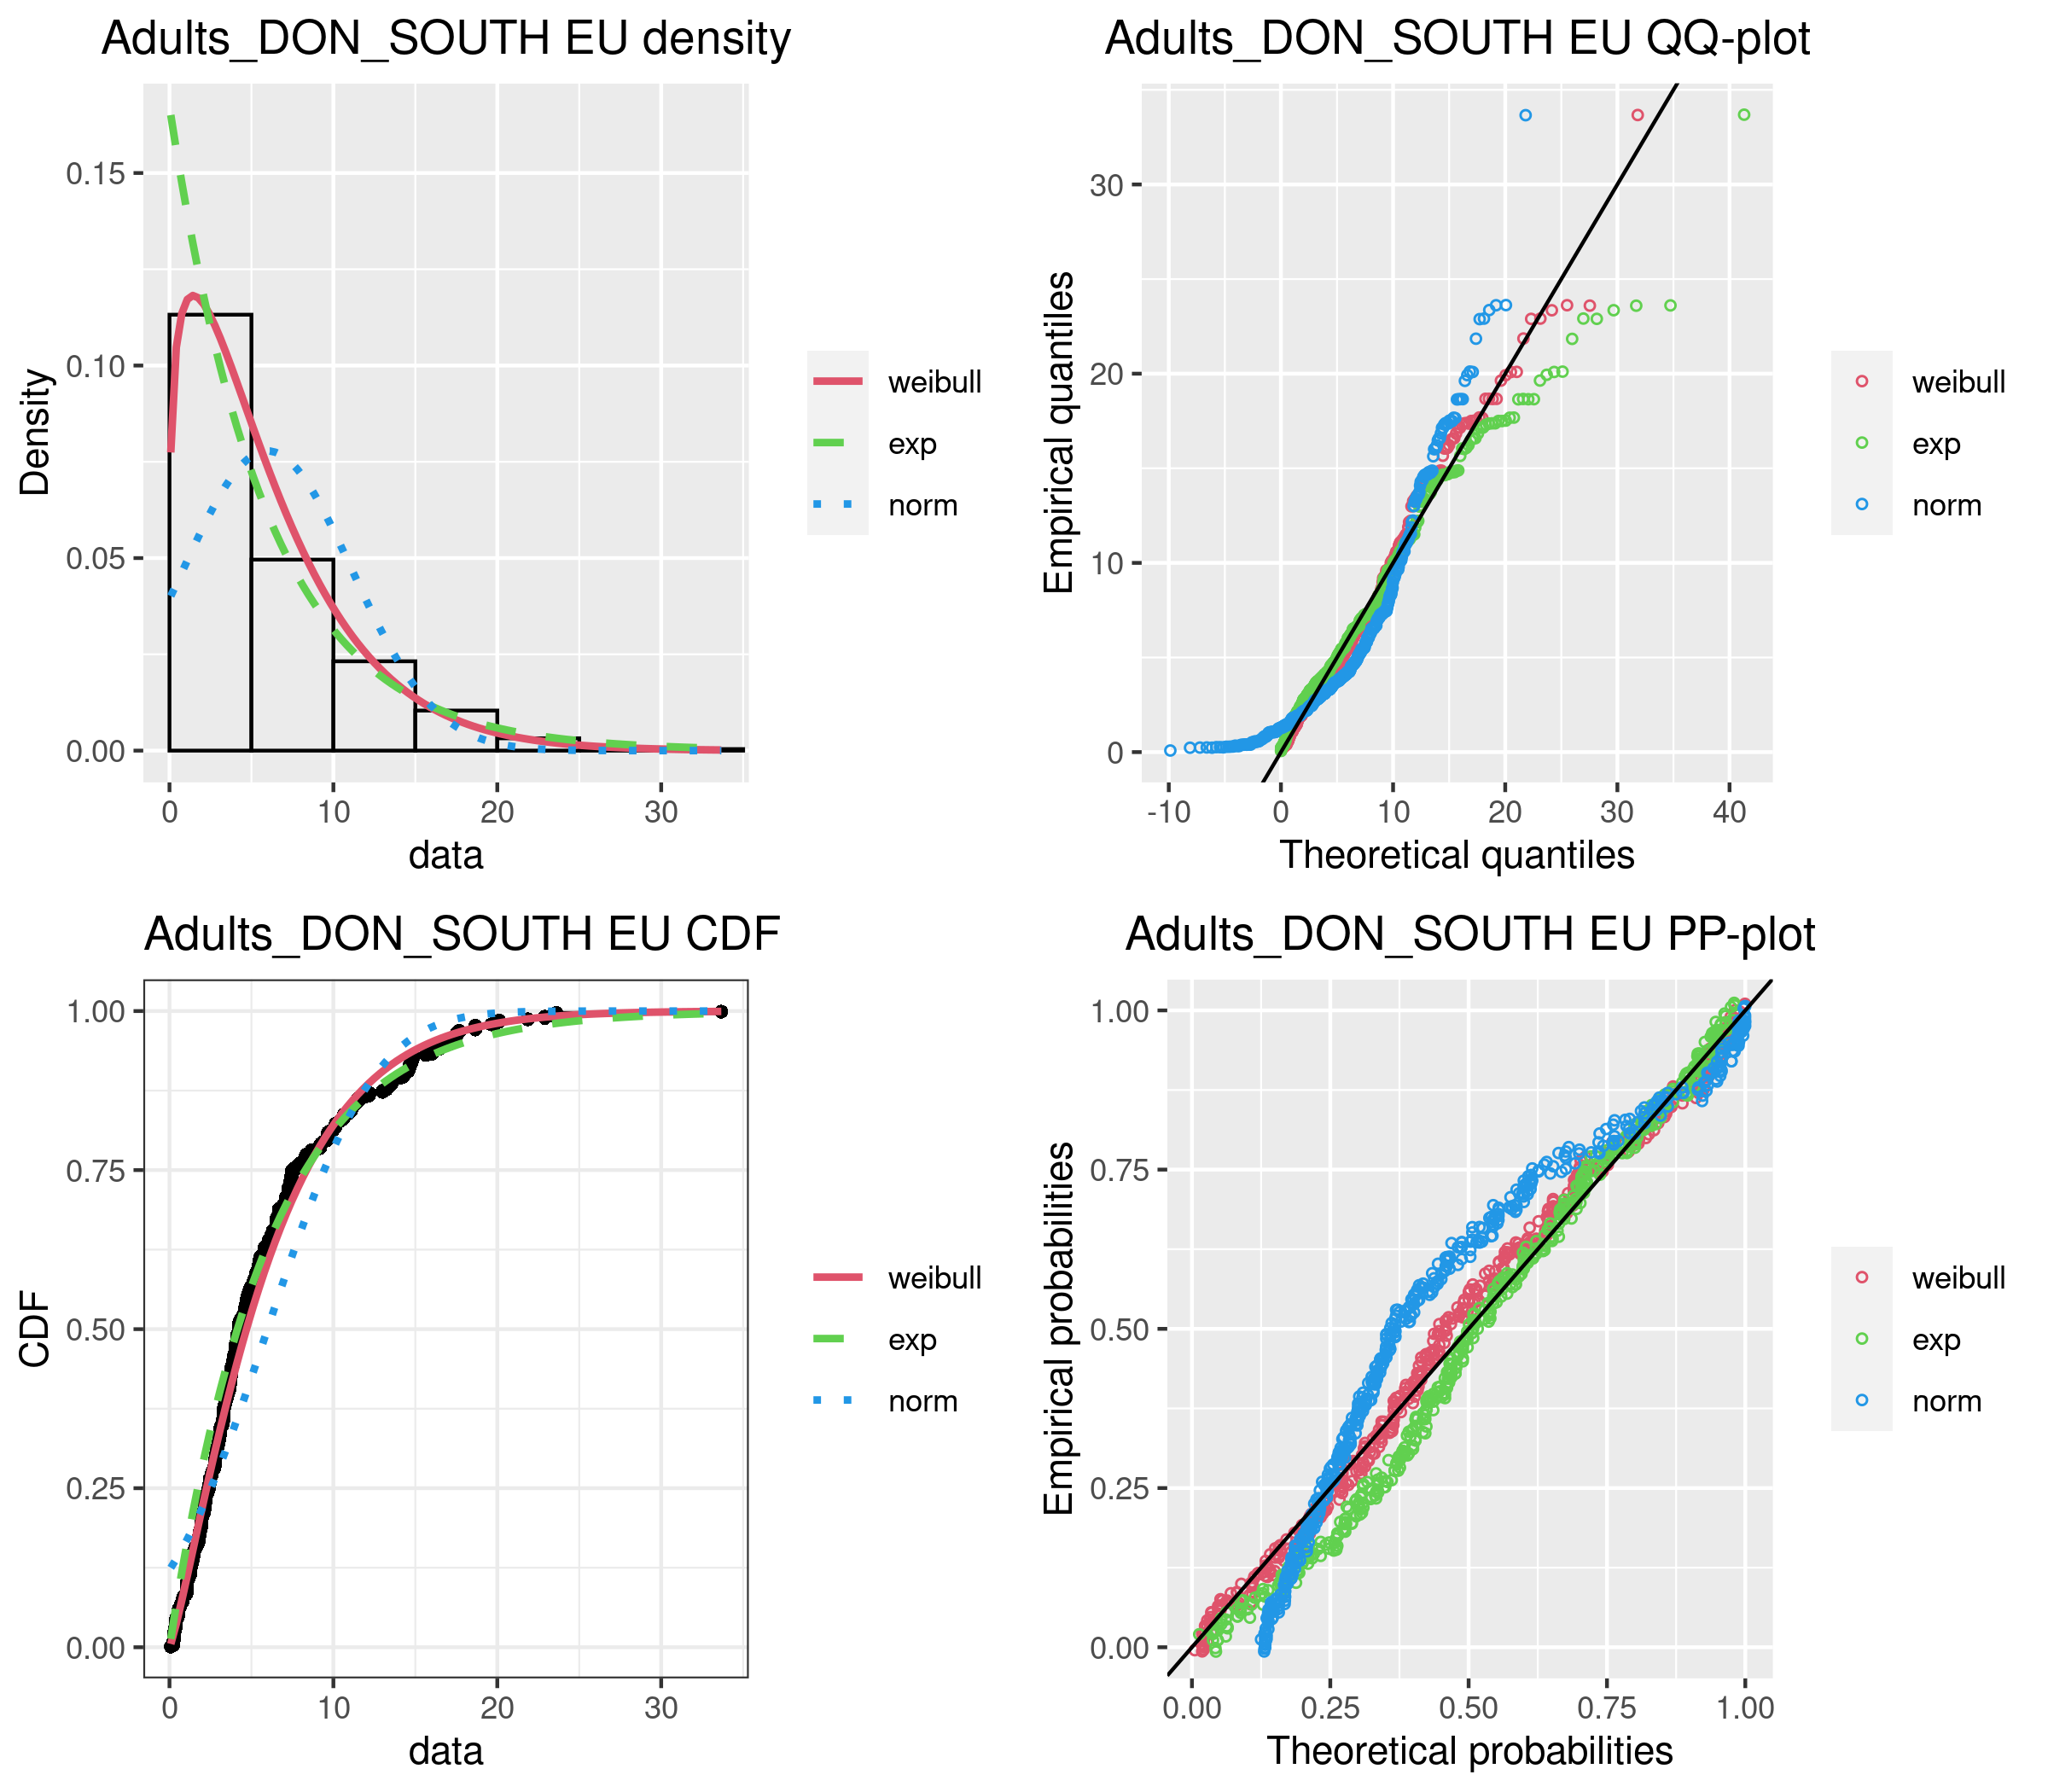 Adults_DON_SOUTH EU density
Density
0.15
0.10
0.05
0.00
0 10 20 30
data
weibull
exp
norm
Adults_DON_SOUTH EU QQ-plot
Empirical quantiles
30
20
10
0
-10 0 10 20 30 40
Theoretical quantiles
weibull
exp
norm
Adults_DON_SOUTH EU CDF
CDF
1.00
0.75
0.50
0.25
0.00
0 10 20 30
data
weibull
exp
norm
Adults_DON_SOUTH EU PP-plot
Empirical probabilities
1.00
0.75
0.50
0.25
0.00
0.00 0.25 0.50 0.75 1.00
Theoretical probabilities
weibull
exp
norm